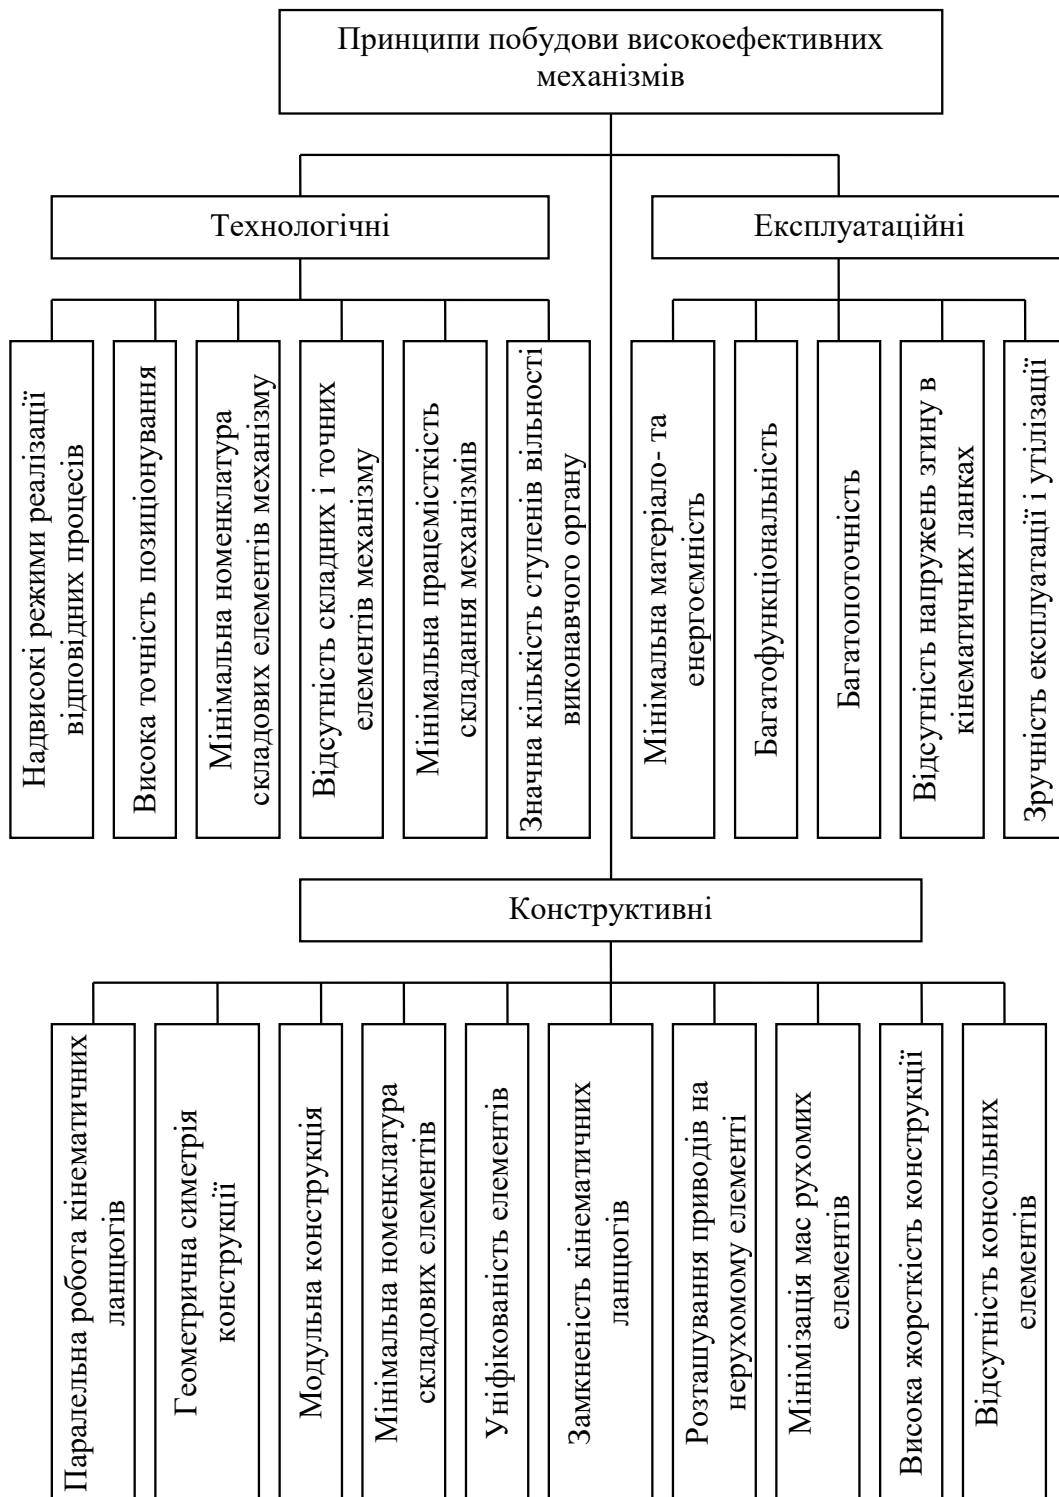 Принципи побудови високоефективних
механізмів
Технологічні
Експлуатаційні
Надвисокі режими реалізації
відповідних процесів
Висока точність позиціонування
Мінімальна номенклатура
складових елементів механізму
Відсутність складних і точних
елементів механізму
Мінімальна працемісткість
складання механізмів
Значна кількість ступенів вільності
виконавчого органу
Мінімальна матеріало- та
енергоємність
Багатофункціональність
Багатопоточність
Відсутність напружень згину в
кінематичних ланках
Зручність експлуатації і утилізації
Конструктивні
Паралельна робота кінематичних
ланцюгів
Геометрична симетрія
конструкції
Модульна конструкція
Мінімальна номенклатура
складових елементів
Уніфікованість елементів
Замкненість кінематичних
ланцюгів
Розташування приводів на
нерухомому елементі
Мінімізація мас рухомих
елементів
Висока жорсткість конструкції
Відсутність консольних
елементів